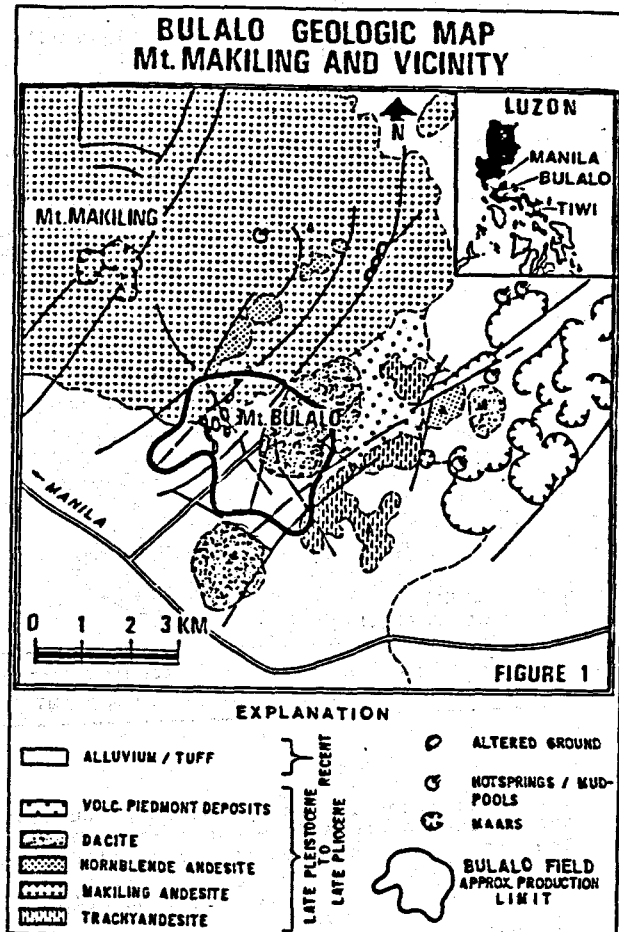 BULALO GEOLOGIC MAP
Mt. MAKILING AND VICINITY
N
LUZON
MANILA
BULALO
TIWI
Mt. MAKILING
Mt. BULALO
MANILA
0 1 2 3 KM
FIGURE 1
EXPLANATION
ALLUVIUM / TUFF
RECENT
VOLC. PIEDMONT DEPOSITS
DACITE
HORNBLENDE ANDESITE
MAKILING ANDESITE
TRACHYANDESITE
LATE PLEISTOCENE
TO
LATE PLIOCENE
ALTERED GROUND
HOTSPRINGS / MUD-
POOLS
MAARS
BULALO FIELD
APPROX. PRODUCTION
LIMIT